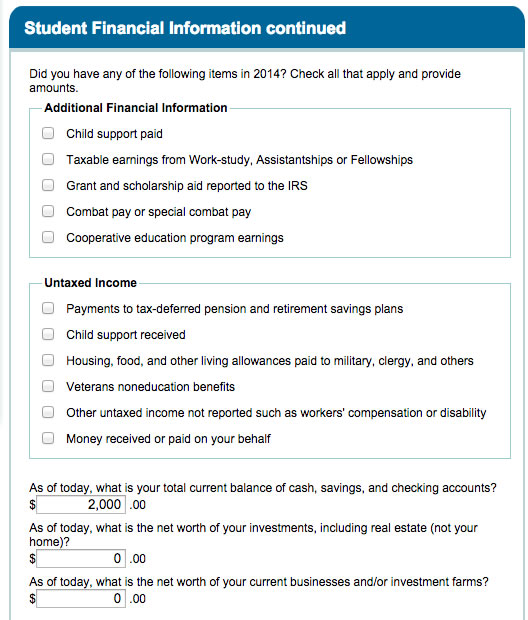 Student Financial Information continued
Did you have any of the following items in 2014? Check all that apply and provide
amounts.
Additional Financial Information
Child support paid
Taxable earnings from Work-study, Assistantships or Fellowships
Grant and scholarship aid reported to the IRS
Combat pay or special combat pay
Cooperative education program earnings
Untaxed Income
Payments to tax-deferred pension and retirement savings plans
Child support received
Housing, food, and other living allowances paid to military, clergy, and others
Veterans noneducation benefits
Other untaxed income not reported such as workers' compensation or disability
Money received or paid on your behalf
As of today, what is your total current balance of cash, savings, and checking accounts?
$ 2,000 .00
As of today, what is the net worth of your investments, including real estate (not your
home)?
$ 0 .00
As of today, what is the net worth of your current businesses and/or investment farms?
$ 0 .00